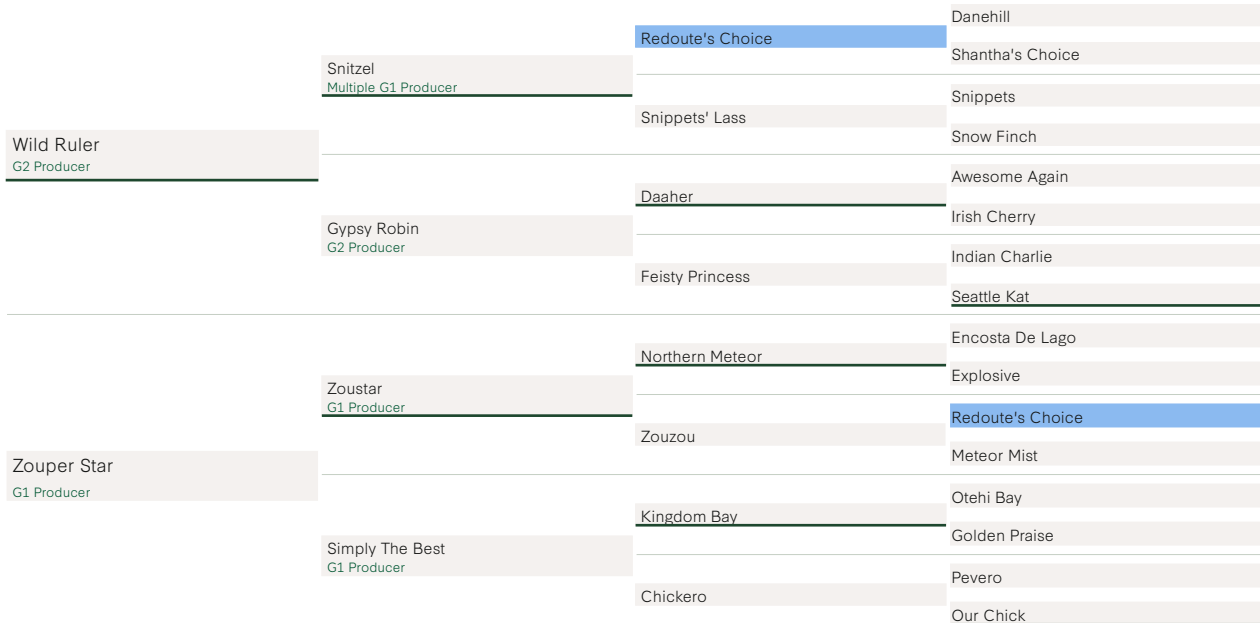 Wild Ruler
G2 Producer
Zouper Star
G1 Producer
Snitzel
Multiple G1 Producer
Gypsy Robin
G2 Producer
Zoustar
G1 Producer
Simply The Best
G1 Producer
Redoute's Choice
Snippets' Lass
Daaher
Feisty Princess
Northern Meteor
Zouzou
Kingdom Bay
Chickero
Danehill
Shantha's Choice
Snippets
Snow Finch
Awesome Again
Irish Cherry
Indian Charlie
Seattle Kat
Encosta De Lago
Explosive
Redoute's Choice
Meteor Mist
Otehi Bay
Golden Praise
Pevero
Our Chick